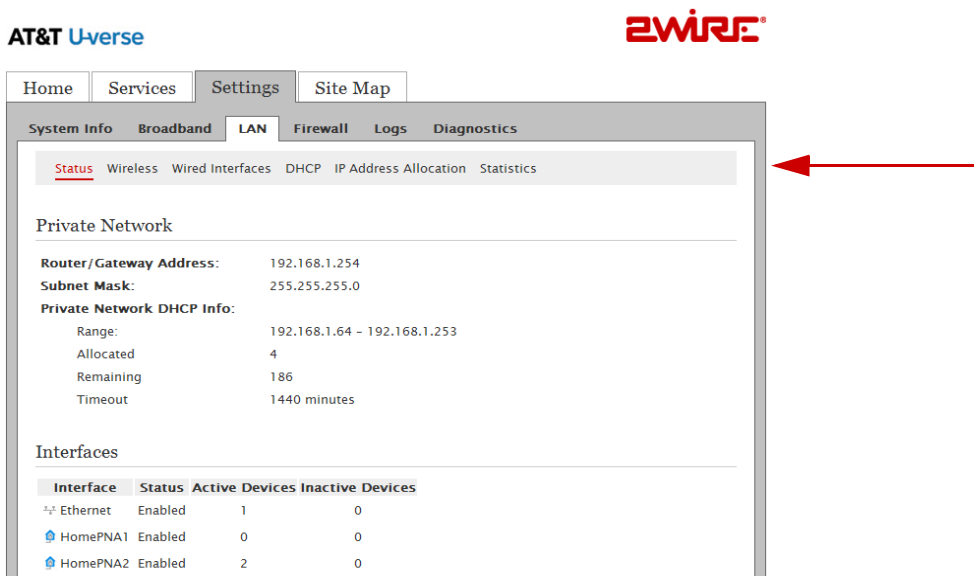 AT&T U-verse
2WIRE®
Home Services Settings Site Map
System Info Broadband LAN Firewall Logs Diagnostics
Status Wireless Wired Interfaces DHCP IP Address Allocation Statistics
Private Network
Router/Gateway Address: 192.168.1.254
Subnet Mask: 255.255.255.0
Private Network DHCP Info:
Range: 192.168.1.64 – 192.168.1.253
Allocated 4
Remaining 186
Timeout 1440 minutes
Interfaces
Interface Status Active Devices Inactive Devices
Ethernet Enabled 1 0
HomePNA1 Enabled 0 0
HomePNA2 Enabled 2 0